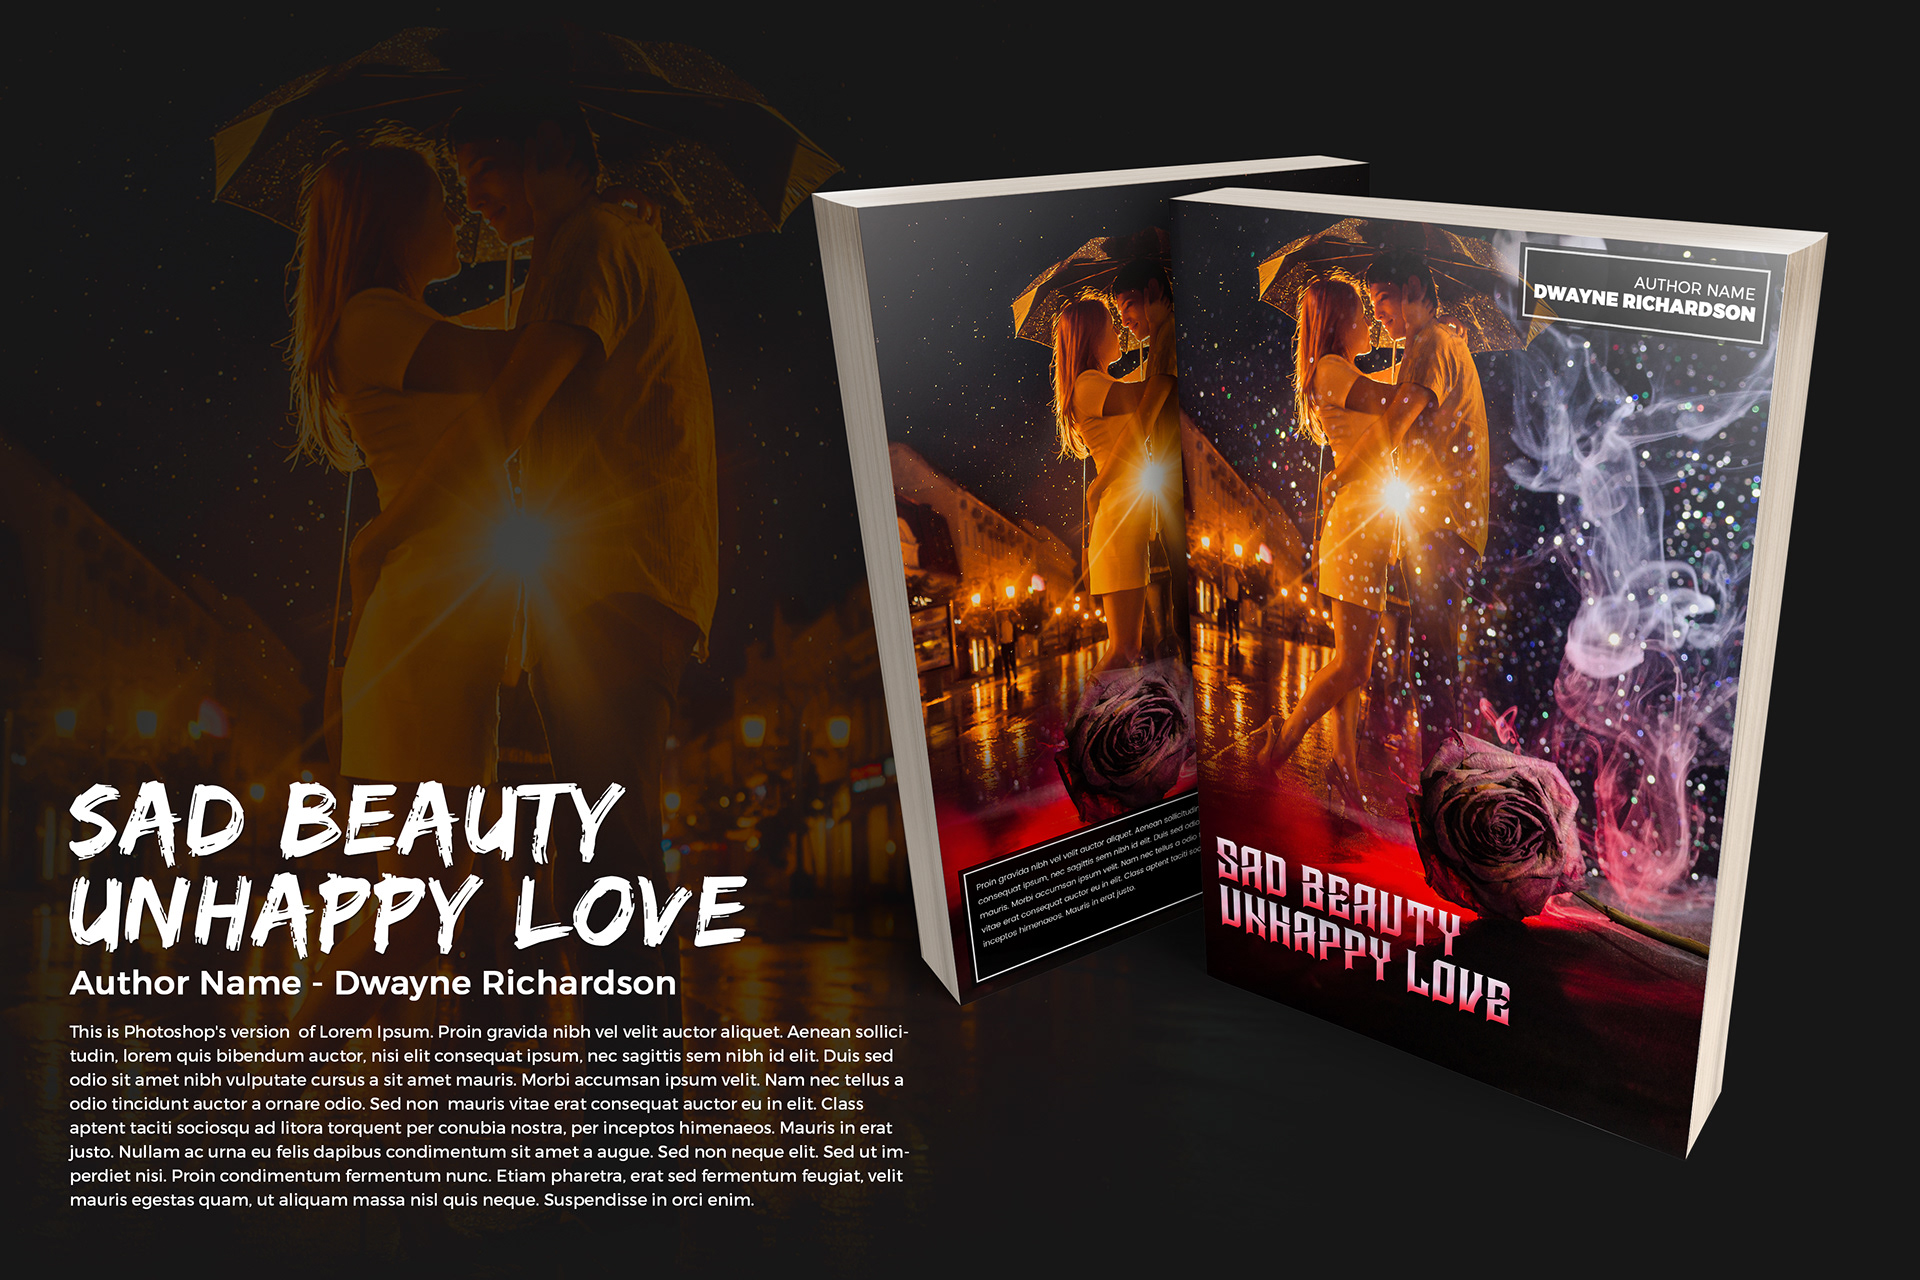 SAD BEAUTY
UNHAPPY LOVE
Author Name - Dwayne Richardson
This is Photoshop's version  of Lorem Ipsum. Proin gravida nibh vel velit auctor aliquet. Aenean sollici-
tudin, lorem quis bibendum auctor, nisi elit consequat ipsum, nec sagittis sem nibh id elit. Duis sed
odio sit amet nibh vulputate cursus a sit amet mauris. Morbi accumsan ipsum velit. Nam nec tellus a
odio tincidunt auctor a ornare odio. Sed non  mauris vitae erat consequat auctor eu in elit. Class
aptent taciti sociosqu ad litora torquent per conubia nostra, per inceptos himenaeos. Mauris in erat
justo. Nullam ac urna eu felis dapibus condimentum sit amet a augue. Sed non neque elit. Sed ut im-
perdiet nisi. Proin condimentum fermentum nunc. Etiam pharetra, erat sed fermentum feugiat, velit
mauris egestas quam, ut aliquam massa nisl quis neque. Suspendisse in orci enim.
Proin gravida nibh vel velit auctor aliquet. Aenean sollicitudin
consequat ipsum, nec sagittis sem nibh id elit. Duis sed odio
mauris. Morbi accumsan ipsum velit. Nam nec tellus a odio
vitae erat consequat auctor eu in elit. Class aptent taciti
inceptos himenaeos. Mauris in erat justo.
AUTHOR NAME
DWAYNE RICHARDSON
SAD BEAUTY
UNHAPPY LOVE